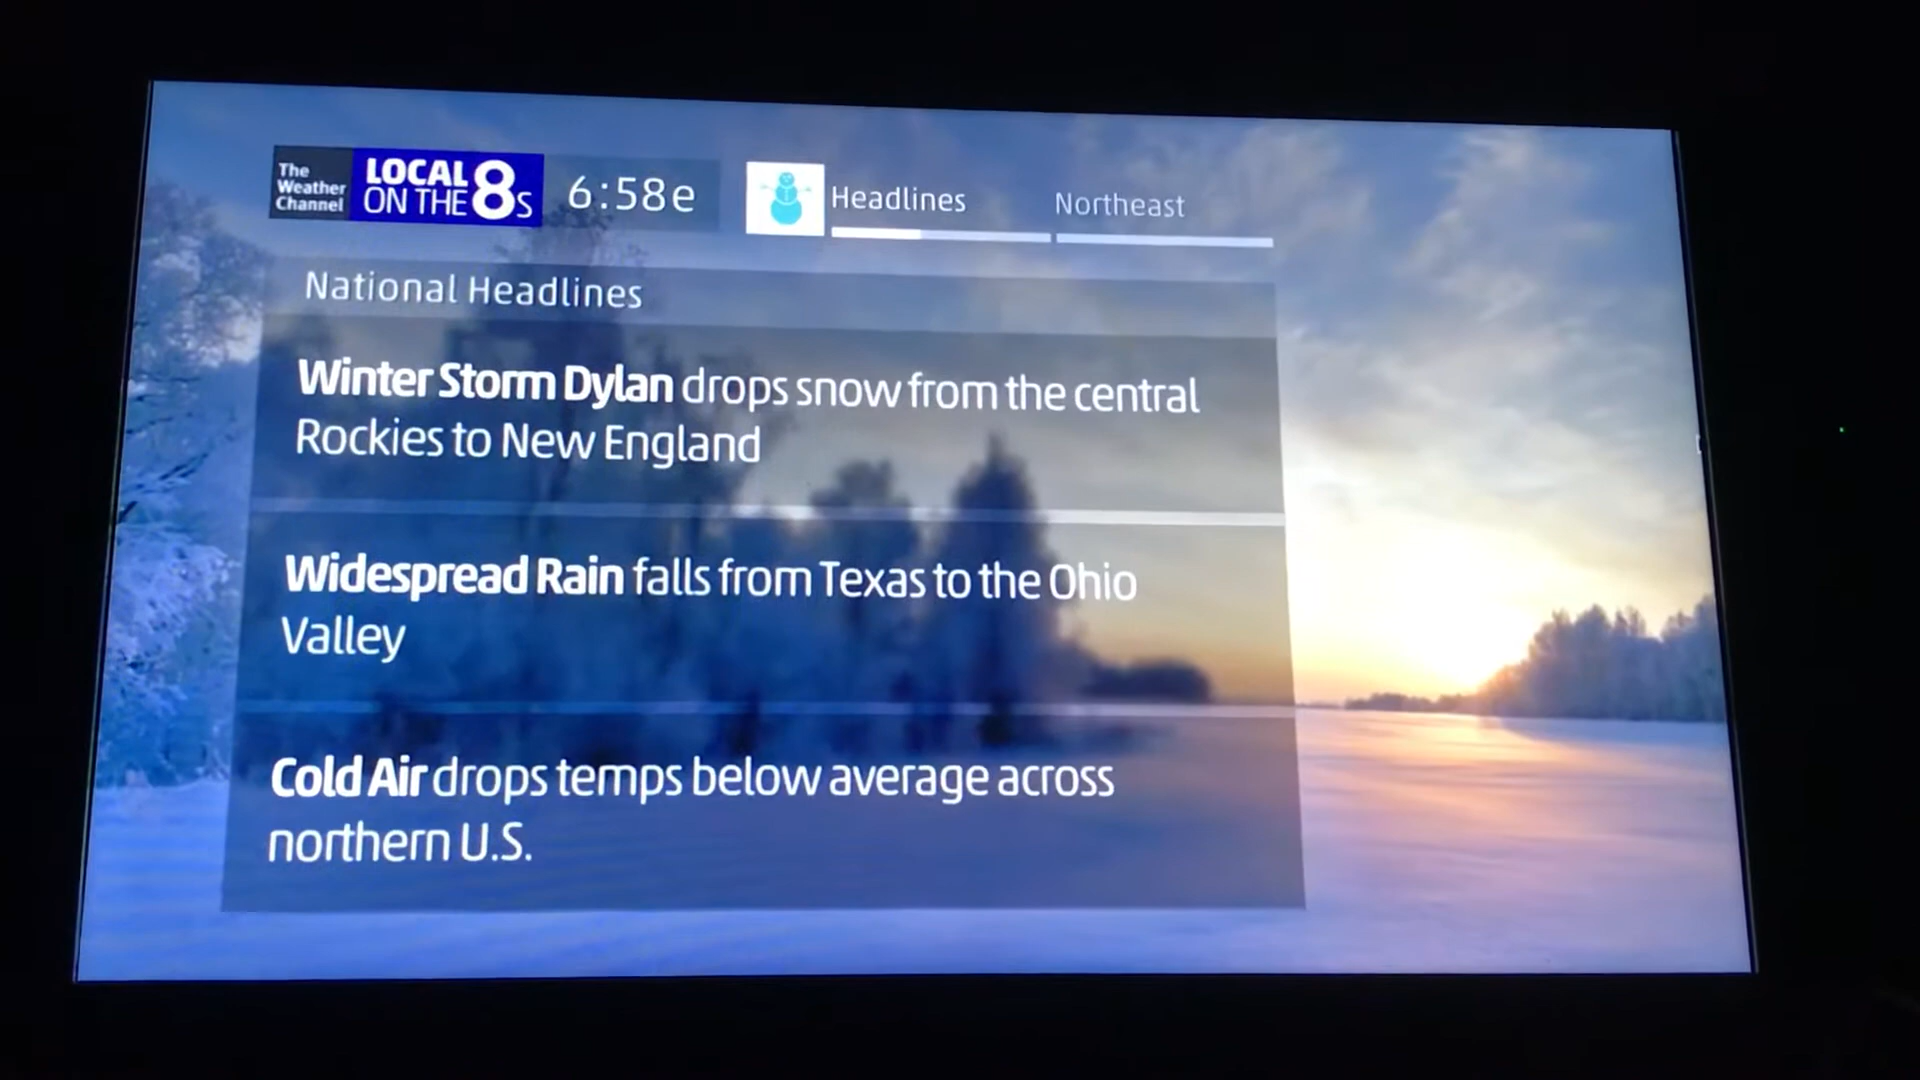 The
Weather
Channel
LOCAL
ON THE 8s
6:58e
Headlines
Northeast
National Headlines
Winter Storm Dylan drops snow from the central
Rockies to New England
Widespread Rain falls from Texas to the Ohio
Valley
Cold Air drops temps below average across
northern U.S.